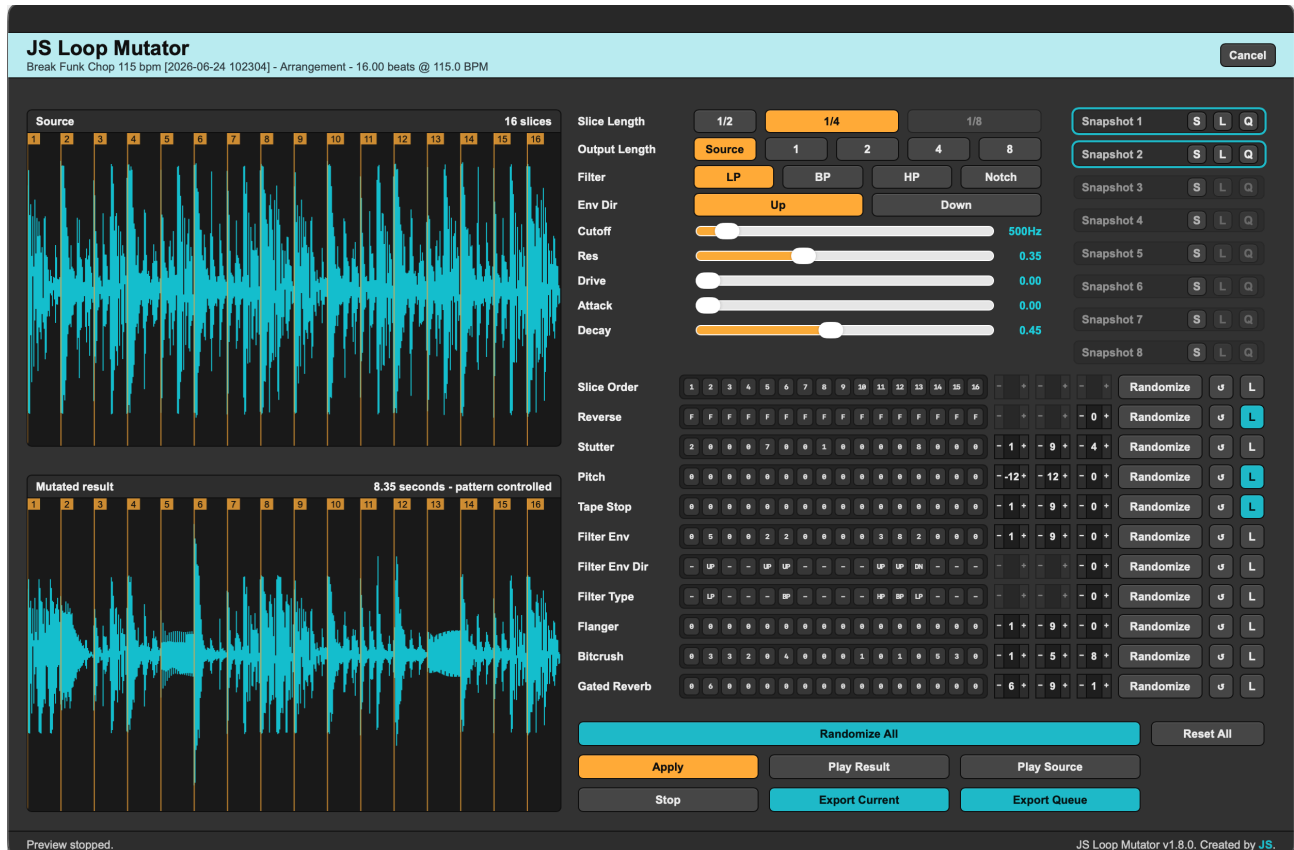 JS Loop Mutator
Break Funk Chop 115 bpm [2026-06-24 102304] - Arrangement - 16.00 beats @ 115.0 BPM
Cancel
Source 16 slices
1 2 3 4 5 6 7 8 9 10 11 12 13 14 15 16
Mutated result 8.35 seconds - pattern controlled
1 2 3 4 5 6 7 8 9 10 11 12 13 14 15 16
Slice Length 1/2 1/4 1/8
Output Length Source 1 2 4 8
Filter LP BP HP Notch
Env Dir Up Down
Cutoff 500Hz
Res 0.35
Drive 0.00
Attack 0.00
Decay 0.45
Snapshot 1 S L Q
Snapshot 2 S L Q
Snapshot 3 S L Q
Snapshot 4 S L Q
Snapshot 5 S L Q
Snapshot 6 S L Q
Snapshot 7 S L Q
Snapshot 8 S L Q
Slice Order 1 2 3 4 5 6 7 8 9 10 11 12 13 14 15 16 - + - + - + Randomize ↺ L
Reverse F F F F F F F F F F F F F F F F - + - + - 0 + Randomize ↺ L
Stutter 2 0 0 0 7 0 0 1 0 0 0 0 8 0 0 0 - 1 + - 9 + - 4 + Randomize ↺ L
Pitch 0 0 0 0 0 0 0 0 0 0 0 0 0 0 0 0 - -12 + - 12 + - 0 + Randomize ↺ L
Tape Stop 0 0 0 0 0 0 0 0 0 0 0 0 0 0 0 0 - 1 + - 9 + - 0 + Randomize ↺ L
Filter Env 0 5 0 0 2 2 0 0 0 0 3 8 2 0 0 0 - 1 + - 9 + - 0 + Randomize ↺ L
Filter Env Dir - UP - - UP UP - - - - UP UP DN - - - - + - + - 0 + Randomize ↺ L
Filter Type - LP - - - BP - - - - HP BP LP - - - - + - + - 0 + Randomize ↺ L
Flanger 0 0 0 0 0 0 0 0 0 0 0 0 0 0 0 0 - 1 + - 9 + - 0 + Randomize ↺ L
Bitcrush 0 3 3 2 0 4 0 0 0 1 0 1 0 5 3 0 - 1 + - 5 + - 8 + Randomize ↺ L
Gated Reverb 0 6 0 0 0 0 0 0 0 0 0 0 0 0 0 0 - 6 + - 9 + - 1 + Randomize ↺ L
Randomize All Reset All
Apply Play Result Play Source
Stop Export Current Export Queue
Preview stopped.
JS Loop Mutator v1.8.0. Created by JS.